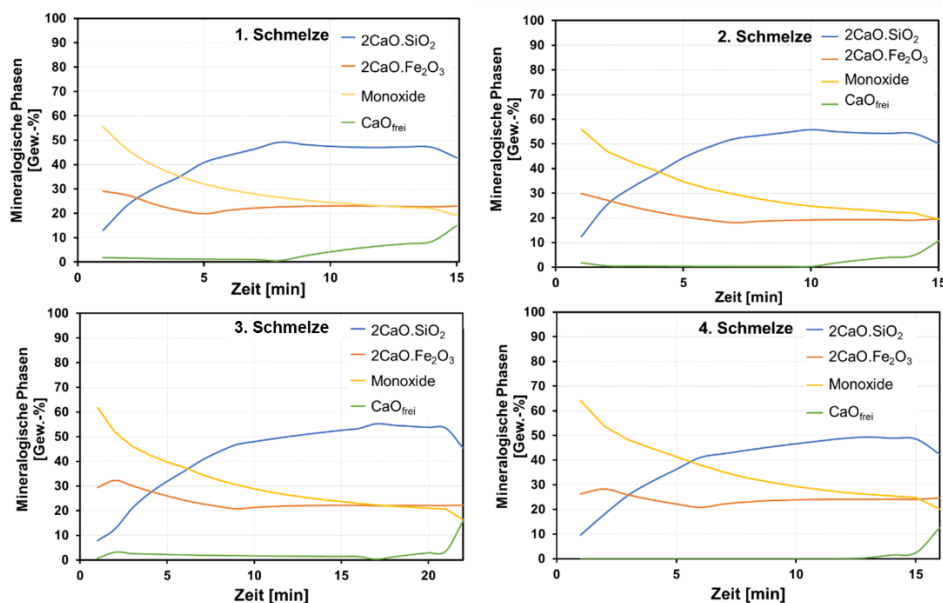 1. Schmelze
Mineralogische Phasen
[Gew.-%]
100
90
80
70
60
50
40
30
20
10
0
2CaO.SiO₂
2CaO.Fe₂O₃
Monoxide
CaO_frei
0
5
10
15
Zeit [min]
2. Schmelze
Mineralogische Phasen
[Gew.-%]
100
90
80
70
60
50
40
30
20
10
0
2CaO.SiO₂
2CaO.Fe₂O₃
Monoxide
CaO_frei
0
5
10
15
Zeit [min]
3. Schmelze
Mineralogische Phasen
[Gew.-%]
100
90
80
70
60
50
40
30
20
10
0
2CaO.SiO₂
2CaO.Fe₂O₃
Monoxide
CaO_frei
0
5
10
15
20
Zeit [min]
4. Schmelze
Mineralogische Phasen
[Gew.-%]
100
90
80
70
60
50
40
30
20
10
0
2CaO.SiO₂
2CaO.Fe₂O₃
Monoxide
CaO_frei
0
5
10
15
Zeit [min]